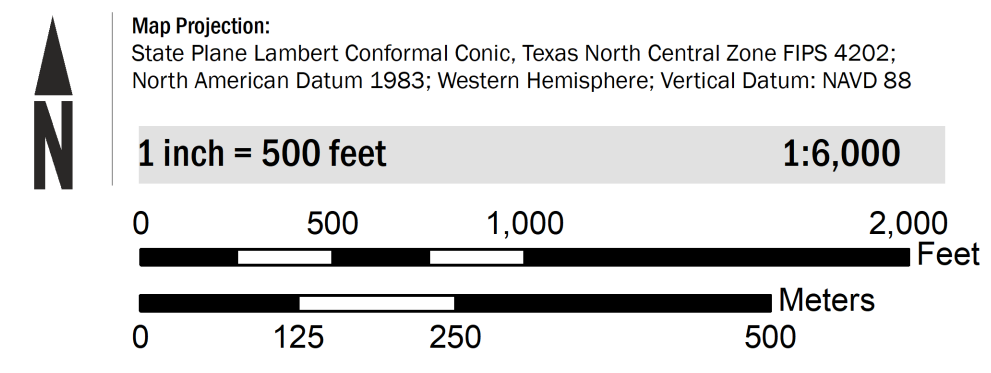 N
Map Projection:
State Plane Lambert Conformal Conic, Texas North Central Zone FIPS 4202;
North American Datum 1983; Western Hemisphere; Vertical Datum: NAVD 88
1 inch = 500 feet 1:6,000
0 500 1,000 2,000
Feet
Meters
0 125 250 500